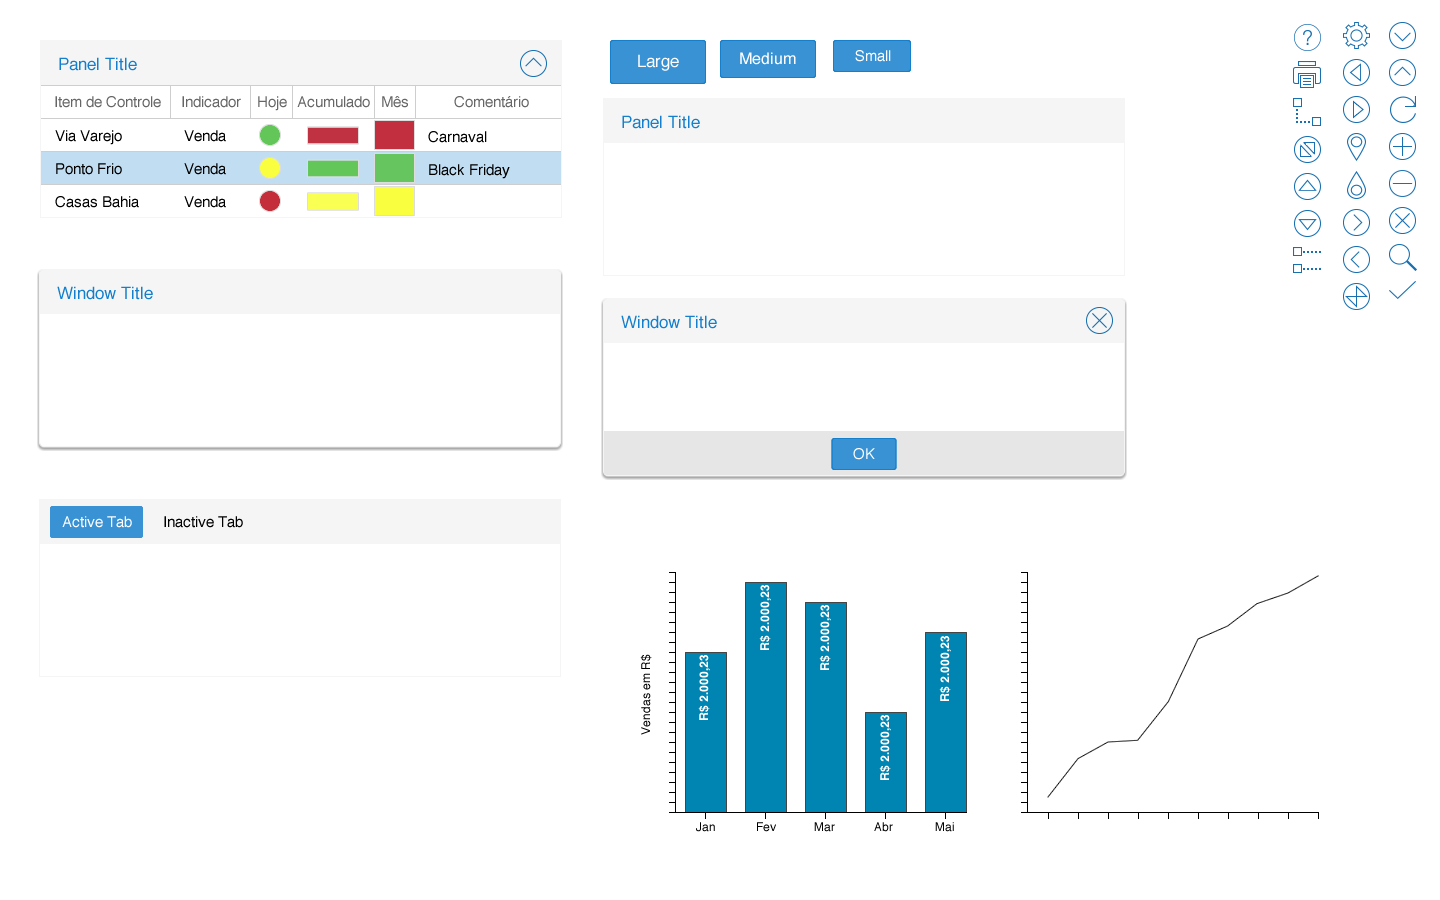 Panel Title
Item de Controle Indicador Hoje Acumulado Mês Comentário
Via Varejo Venda Carnaval
Ponto Frio Venda Black Friday
Casas Bahia Venda
Window Title
Active Tab Inactive Tab
Large Medium Small
Panel Title
Window Title
OK
Vendas em R$
R$ 2.000,23
R$ 2.000,23
R$ 2.000,23
R$ 2.000,23
R$ 2.000,23
Jan Fev Mar Abr Mai
?